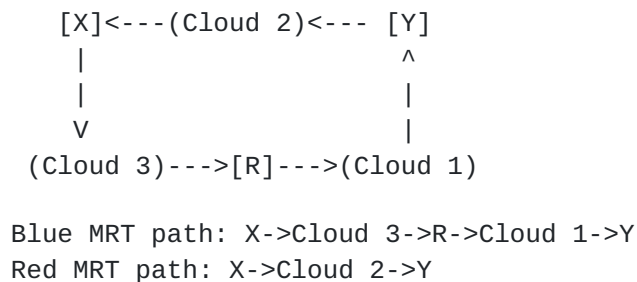 [X]<---(Cloud 2)<--- [Y]
| ^
| |
V |
(Cloud 3)--->[R]--->(Cloud 1)
Blue MRT path: X->Cloud 3->R->Cloud 1->Y
Red MRT path: X->Cloud 2->Y